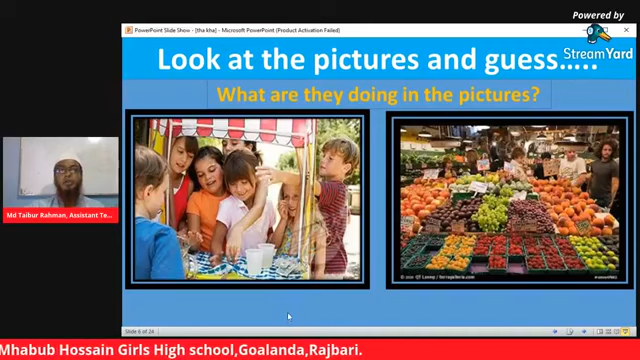 Powered by
StreamYard
PowerPoint Slide Show - [tha kha] - Microsoft PowerPoint (Product Activation Failed)
Look at the pictures and guess.....
What are they doing in the pictures?
Md Taibur Rahman, Assistant Te...
Slide 6 of 24
Mhabub Hossain Girls High school,Goalanda,Rajbari.